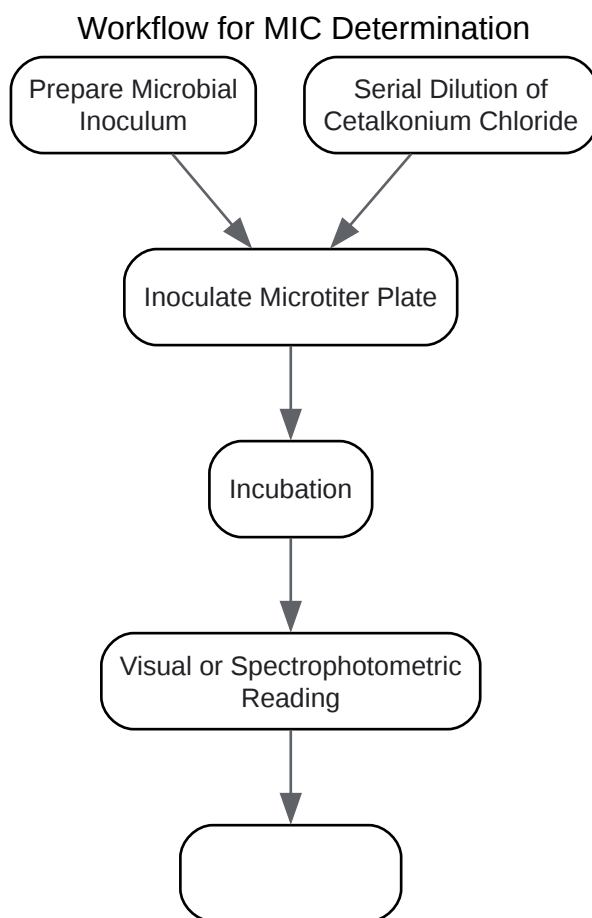 Workflow for MIC Determination
Prepare Microbial
Inoculum
Serial Dilution of
Cetalkonium Chloride
Inoculate Microtiter Plate
Incubation
Visual or Spectrophotometric
Reading